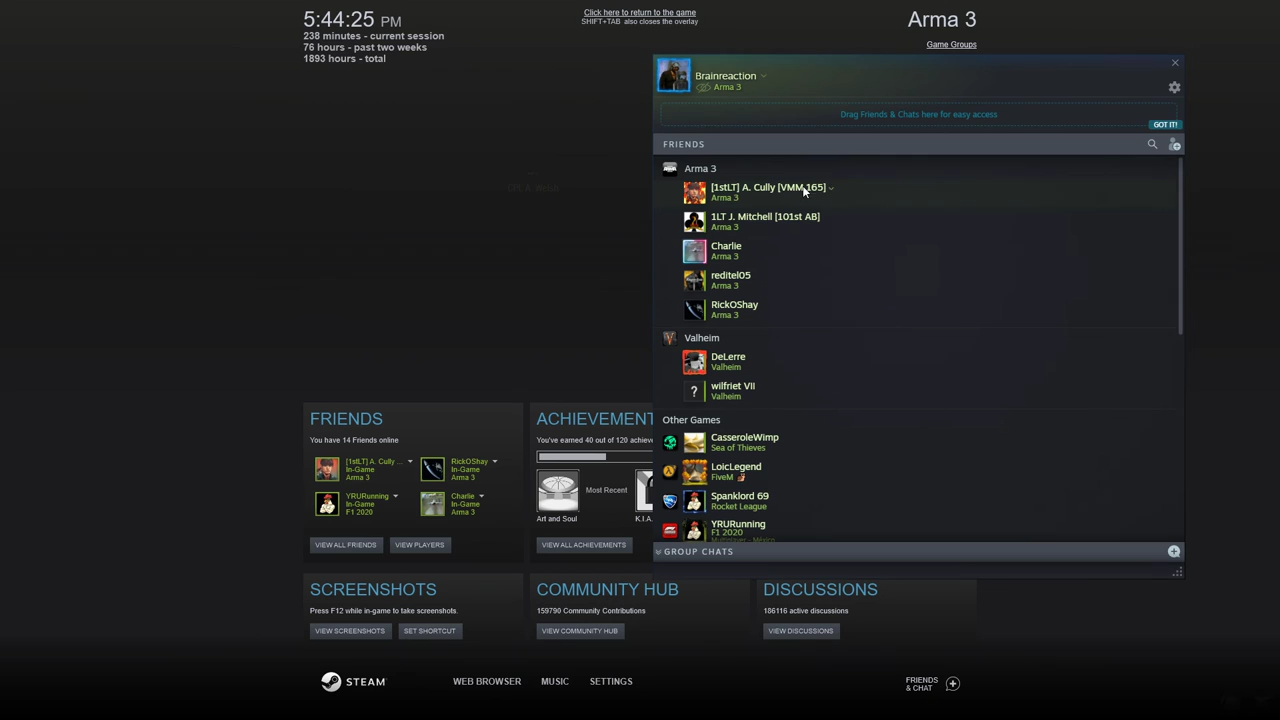 5:44:25 PM
238 minutes - current session
76 hours - past two weeks
1893 hours - total
Click here to return to the game
SHIFT+TAB also closes the overlay
Arma 3
Game Groups
Brainreaction
Arma 3
Drag Friends & Chats here for easy access
GOT IT!
FRIENDS
Arma 3
[1stLT] A. Cully [VMM 165]
Arma 3
1LT J. Mitchell [101st AB]
Arma 3
Charlie
Arma 3
reditel05
Arma 3
RickOShay
Arma 3
Valheim
DeLerre
Valheim
? wilfriet VII
Valheim
Other Games
CasseroleWimp
Sea of Thieves
LoicLegend
FiveM
Spanklord 69
Rocket League
YRURunning
F1 2020
Multiplayer - México
GROUP CHATS
FRIENDS
You have 14 Friends online
[1stLT] A. Cully ...
In-Game
Arma 3
RickOShay
In-Game
Arma 3
YRURunning
In-Game
F1 2020
Charlie
In-Game
Arma 3
VIEW ALL FRIENDS
VIEW PLAYERS
ACHIEVEMENT
You've earned 40 out of 120 achieve
Most Recent
Art and Soul
K.I.A.
VIEW ALL ACHIEVEMENTS
SCREENSHOTS
Press F12 while in-game to take screenshots.
VIEW SCREENSHOTS
SET SHORTCUT
COMMUNITY HUB
159790 Community Contributions
VIEW COMMUNITY HUB
DISCUSSIONS
186116 active discussions
VIEW DISCUSSIONS
STEAM
WEB BROWSER
MUSIC
SETTINGS
FRIENDS
& CHAT